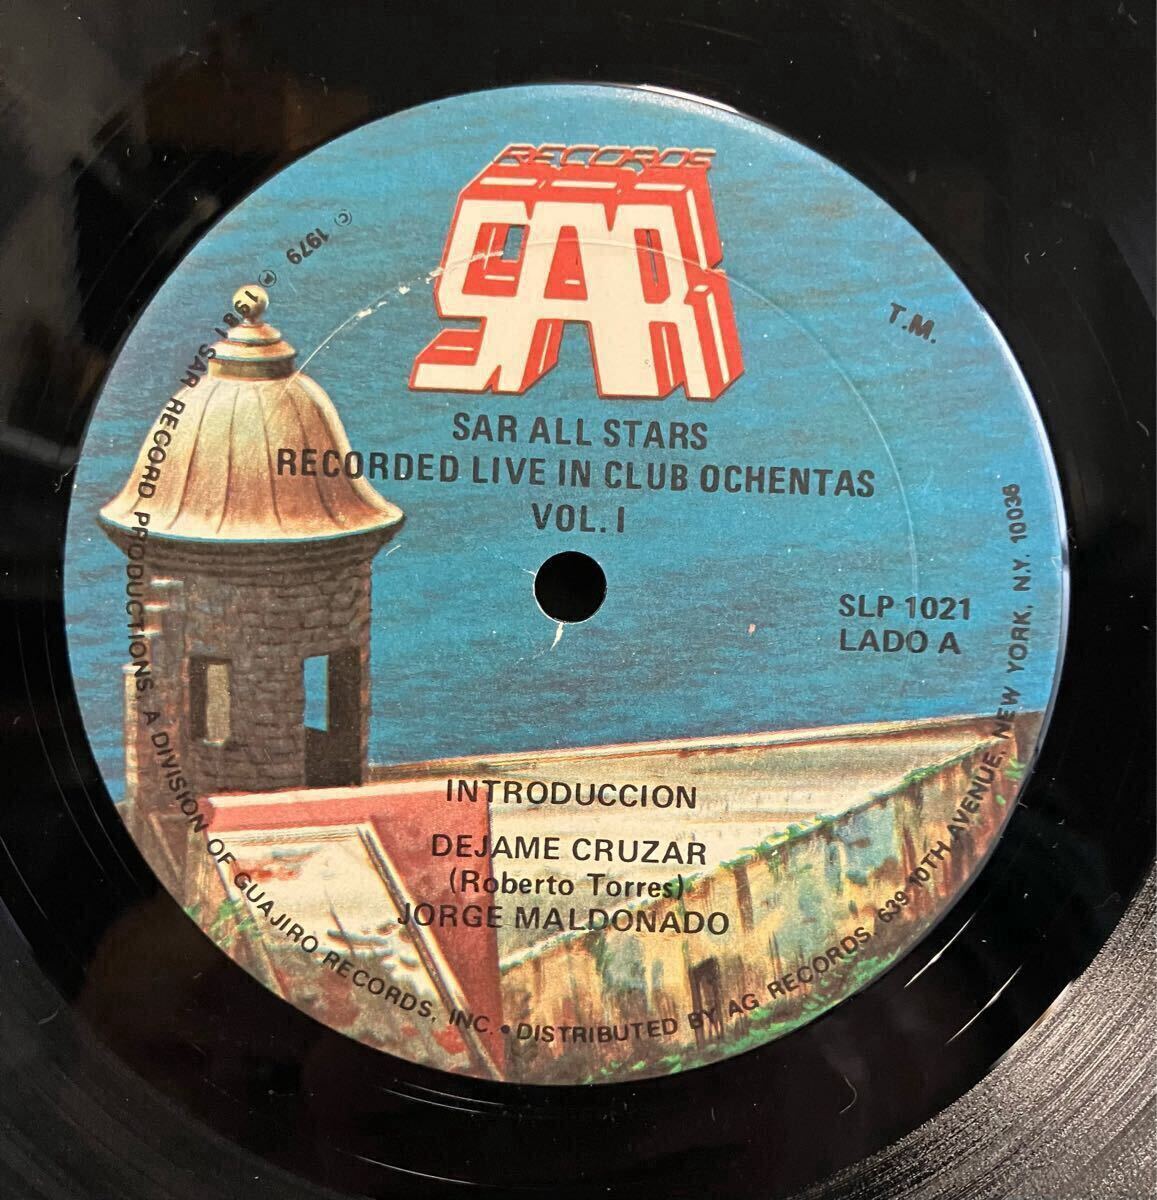 RECORDS
SAR
T.M.
SAR ALL STARS
RECORDED LIVE IN CLUB OCHENTAS
VOL. I
SLP 1021
LADO A
INTRODUCCION
DEJAME CRUZAR
(Roberto Torres)
JORGE MALDONADO
© 1979 ℗ 1981 SAR RECORD PRODUCTIONS, A DIVISION OF GUAJIRO RECORDS, INC. • DISTRIBUTED BY AG RECORDS, 639 10TH AVENUE, NEW YORK, N.Y. 10036